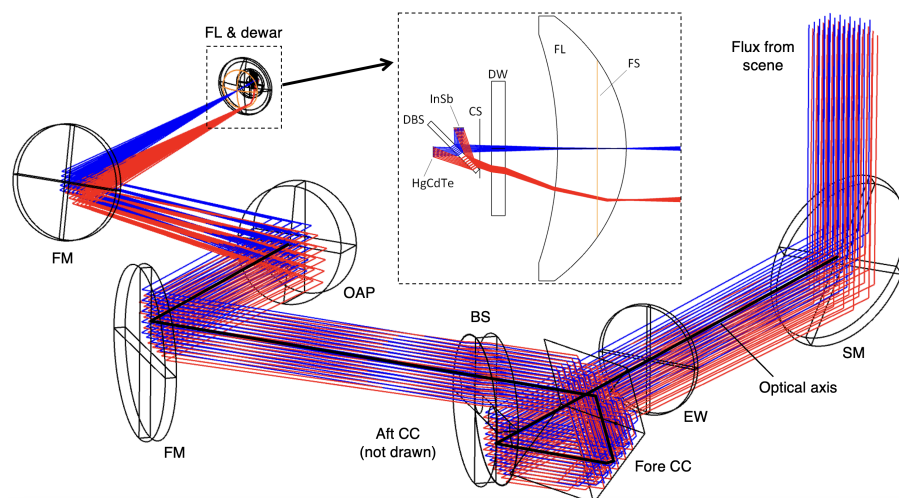 FL & dewar
Flux from
scene
FL
FS
DW
InSb
CS
DBS
HgCdTe
FM
OAP
BS
SM
Optical axis
EW
Aft CC
(not drawn)
FM
Fore CC